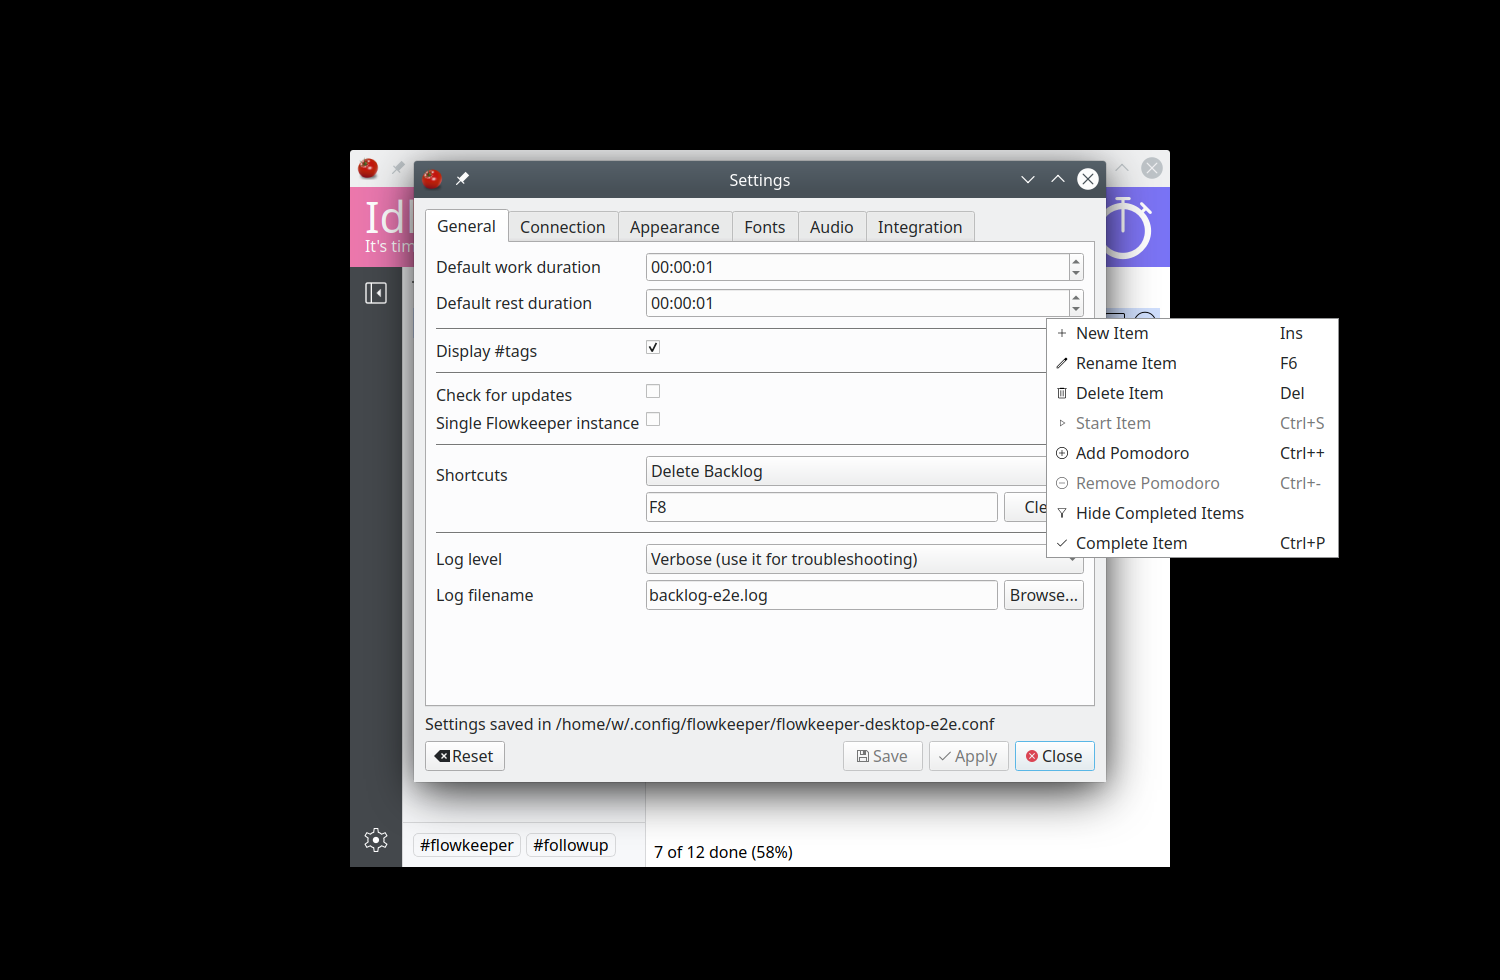 Settings
Idl
It's tim
General Connection Appearance Fonts Audio Integration
Default work duration 00:00:01
Default rest duration 00:00:01
Display #tags
Check for updates
Single Flowkeeper instance
Shortcuts Delete Backlog
F8 Cle
Log level Verbose (use it for troubleshooting)
Log filename backlog-e2e.log Browse...
New Item Ins
Rename Item F6
Delete Item Del
Start Item Ctrl+S
Add Pomodoro Ctrl++
Remove Pomodoro Ctrl+-
Hide Completed Items
Complete Item Ctrl+P
Settings saved in /home/w/.config/flowkeeper/flowkeeper-desktop-e2e.conf
Reset Save Apply Close
#flowkeeper #followup
7 of 12 done (58%)